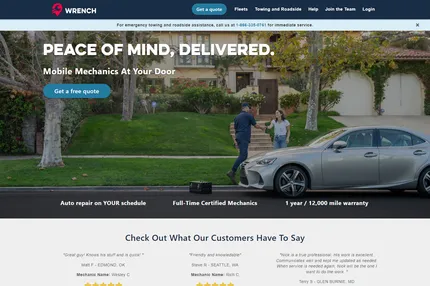 WRENCH
Get a quote
Fleets
Towing and Roadside
Help
Join the Team
Login
For emergency towing and roadside assistance, call us at 1-866-335-0761 for immediate service.
PEACE OF MIND, DELIVERED.
Mobile Mechanics At Your Door
Get a free quote
Auto repair on YOUR schedule
Full-Time Certified Mechanics
1 year / 12,000 mile warranty
Check Out What Our Customers Have To Say
"Great guy! Knows his stuff and is quick! "
Matt F - EDMOND, OK
Mechanic Name: Wesley C.
"Friendly and knowledable"
Steve R - SEATTLE, WA
Mechanic Name: Matt C.
"Nick is a true professional. His work is excellent.
Communicated well and kept me updated as needed.
When service is needed again, Nick will be the one I
want to do the work. "
Terry S - GLEN BURNIE, MD